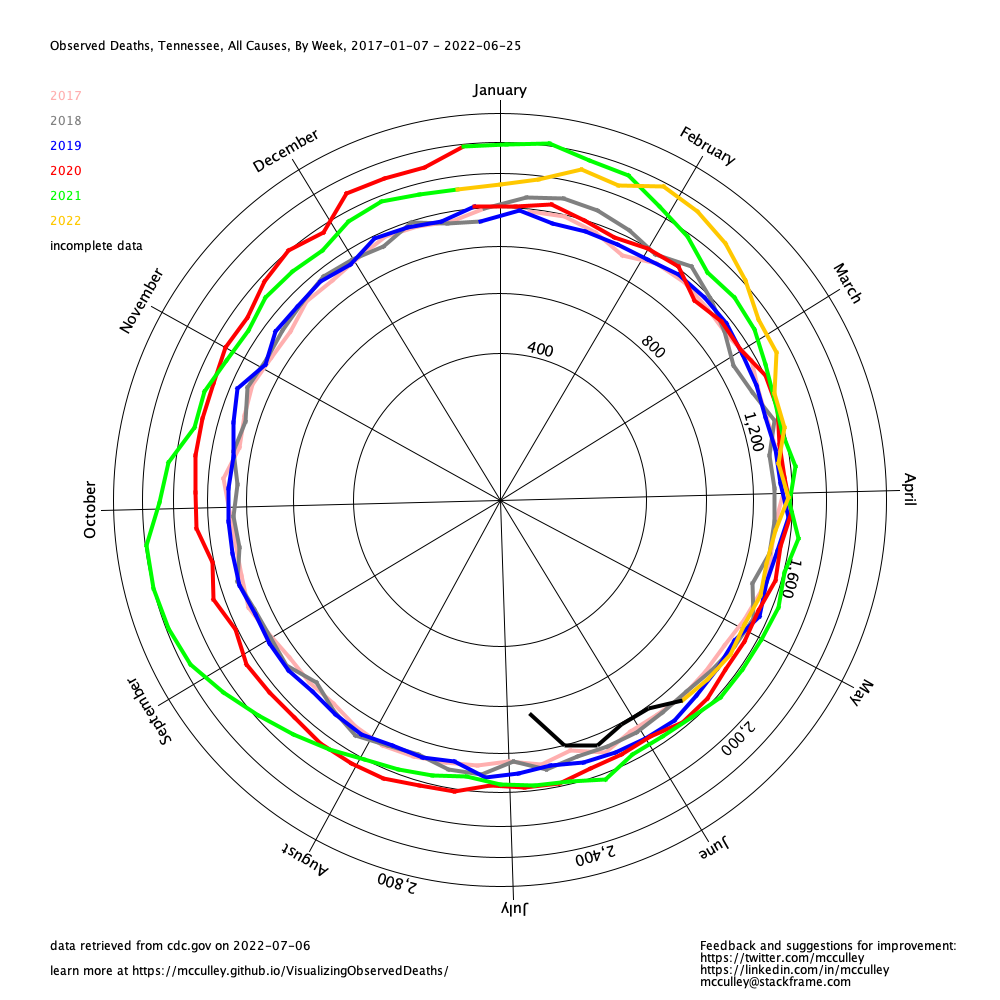 Observed Deaths, Tennessee, All Causes, By Week, 2017-01-07 - 2022-06-25
2017
2018
2019
2020
2021
2022
incomplete data
January
February
March
April
May
June
July
August
September
October
November
December
400
800
1,200
1,600
2,000
2,400
2,800
data retrieved from cdc.gov on 2022-07-06
learn more at https://mcculley.github.io/VisualizingObservedDeaths/
Feedback and suggestions for improvement:
https://twitter.com/mcculley
https://linkedin.com/in/mcculley
mcculley@stackframe.com